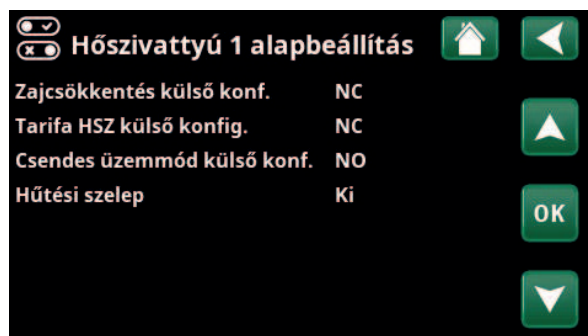 Hőszivattyú 1 alapbeállítás
Zajcsökkentés külső konf. NC
Tarifa HSZ külső konfig. NC
Csendes üzemmód külső konf. NO
Hűtési szelep Ki
OK